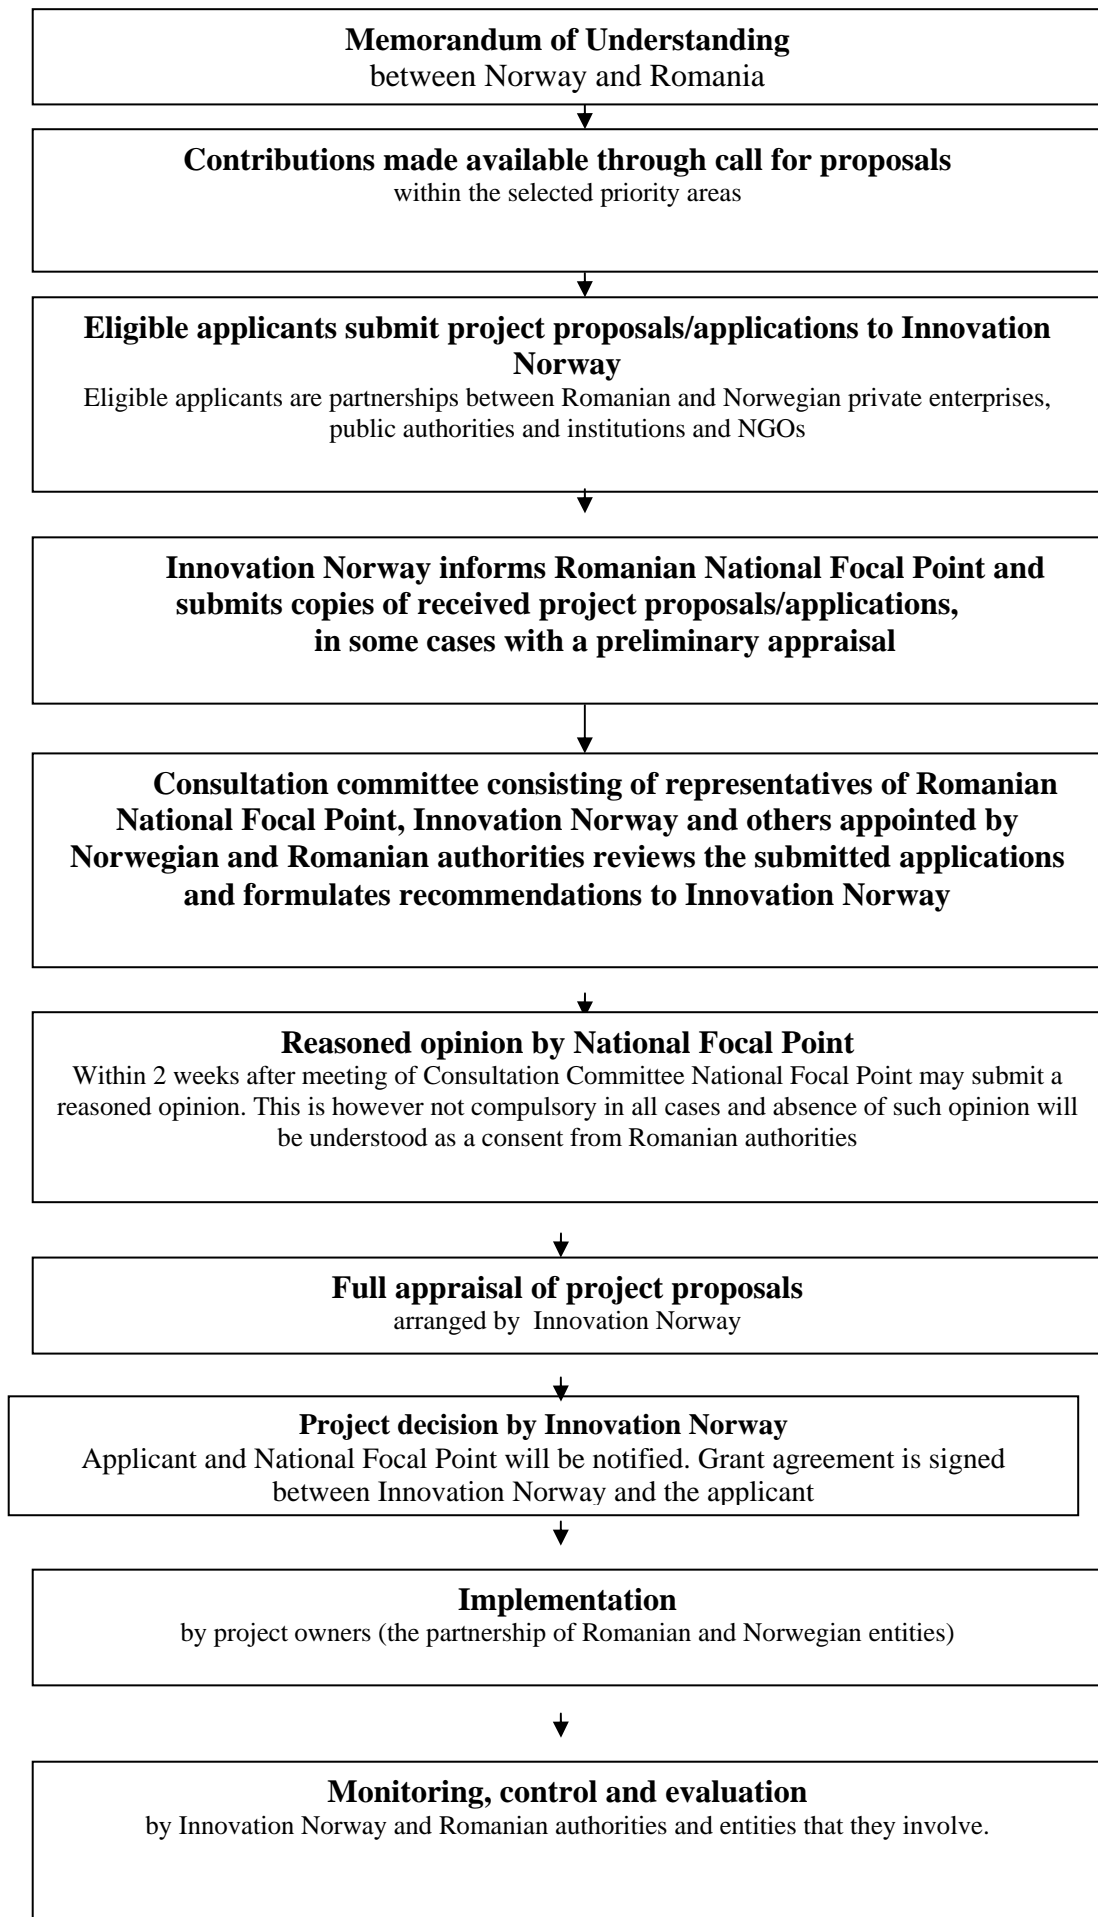 Memorandum of Understanding
between Norway and Romania
Contributions made available through call for proposals
within the selected priority areas
Eligible applicants submit project proposals/applications to Innovation
Norway
Eligible applicants are partnerships between Romanian and Norwegian private enterprises,
public authorities and institutions and NGOs
Innovation Norway informs Romanian National Focal Point and
submits copies of received project proposals/applications,
in some cases with a preliminary appraisal
Consultation committee consisting of representatives of Romanian
National Focal Point, Innovation Norway and others appointed by
Norwegian and Romanian authorities reviews the submitted applications
and formulates recommendations to Innovation Norway
Reasoned opinion by National Focal Point
Within 2 weeks after meeting of Consultation Committee National Focal Point may submit a
reasoned opinion. This is however not compulsory in all cases and absence of such opinion will
be understood as a consent from Romanian authorities
Full appraisal of project proposals
arranged by Innovation Norway
Project decision by Innovation Norway
Applicant and National Focal Point will be notified. Grant agreement is signed
between Innovation Norway and the applicant
Implementation
by project owners (the partnership of Romanian and Norwegian entities)
Monitoring, control and evaluation
by Innovation Norway and Romanian authorities and entities that they involve.